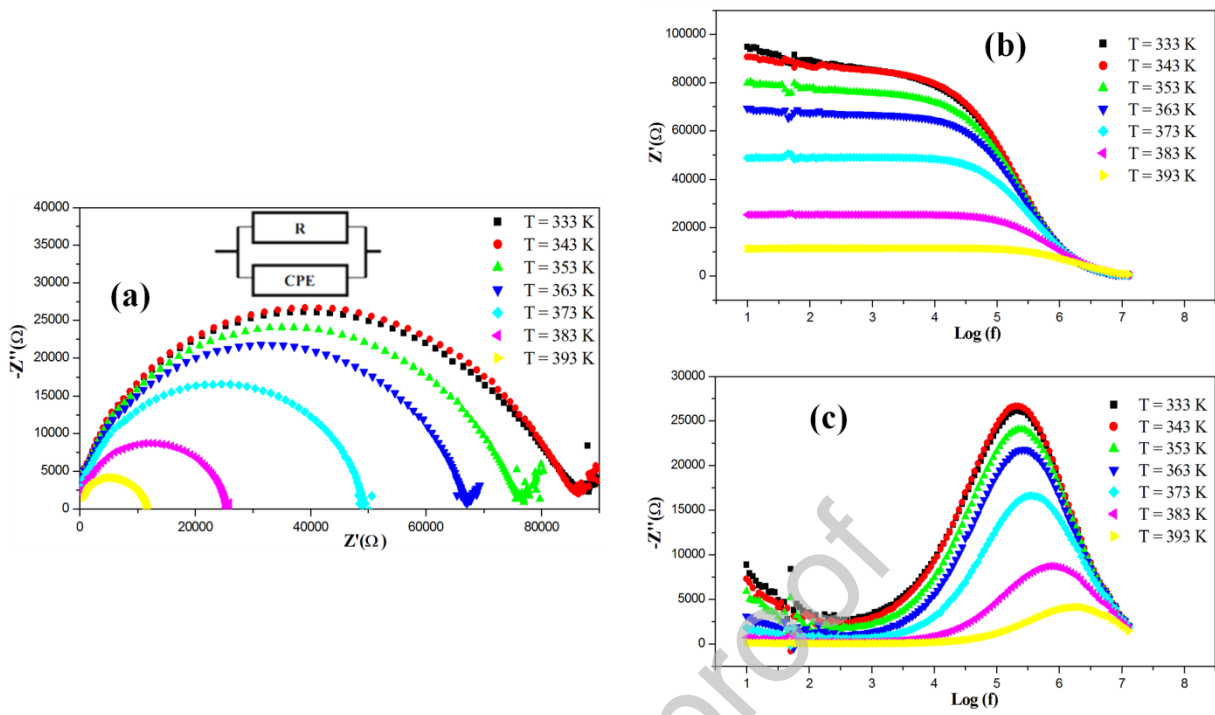 (a)
40000
35000
30000
25000
20000
15000
10000
5000
0
-Z''(Ω)
R
CPE
T = 333 K
T = 343 K
T = 353 K
T = 363 K
T = 373 K
T = 383 K
T = 393 K
0 20000 40000 60000 80000
Z'(Ω)
(b)
100000
80000
60000
40000
20000
0
Z'(Ω)
T = 333 K
T = 343 K
T = 353 K
T = 363 K
T = 373 K
T = 383 K
T = 393 K
1 2 3 4 5 6 7 8
Log (f)
(c)
30000
25000
20000
15000
10000
5000
0
-Z''(Ω)
T = 333 K
T = 343 K
T = 353 K
T = 363 K
T = 373 K
T = 383 K
T = 393 K
1 2 3 4 5 6 7 8
Log (f)
proof